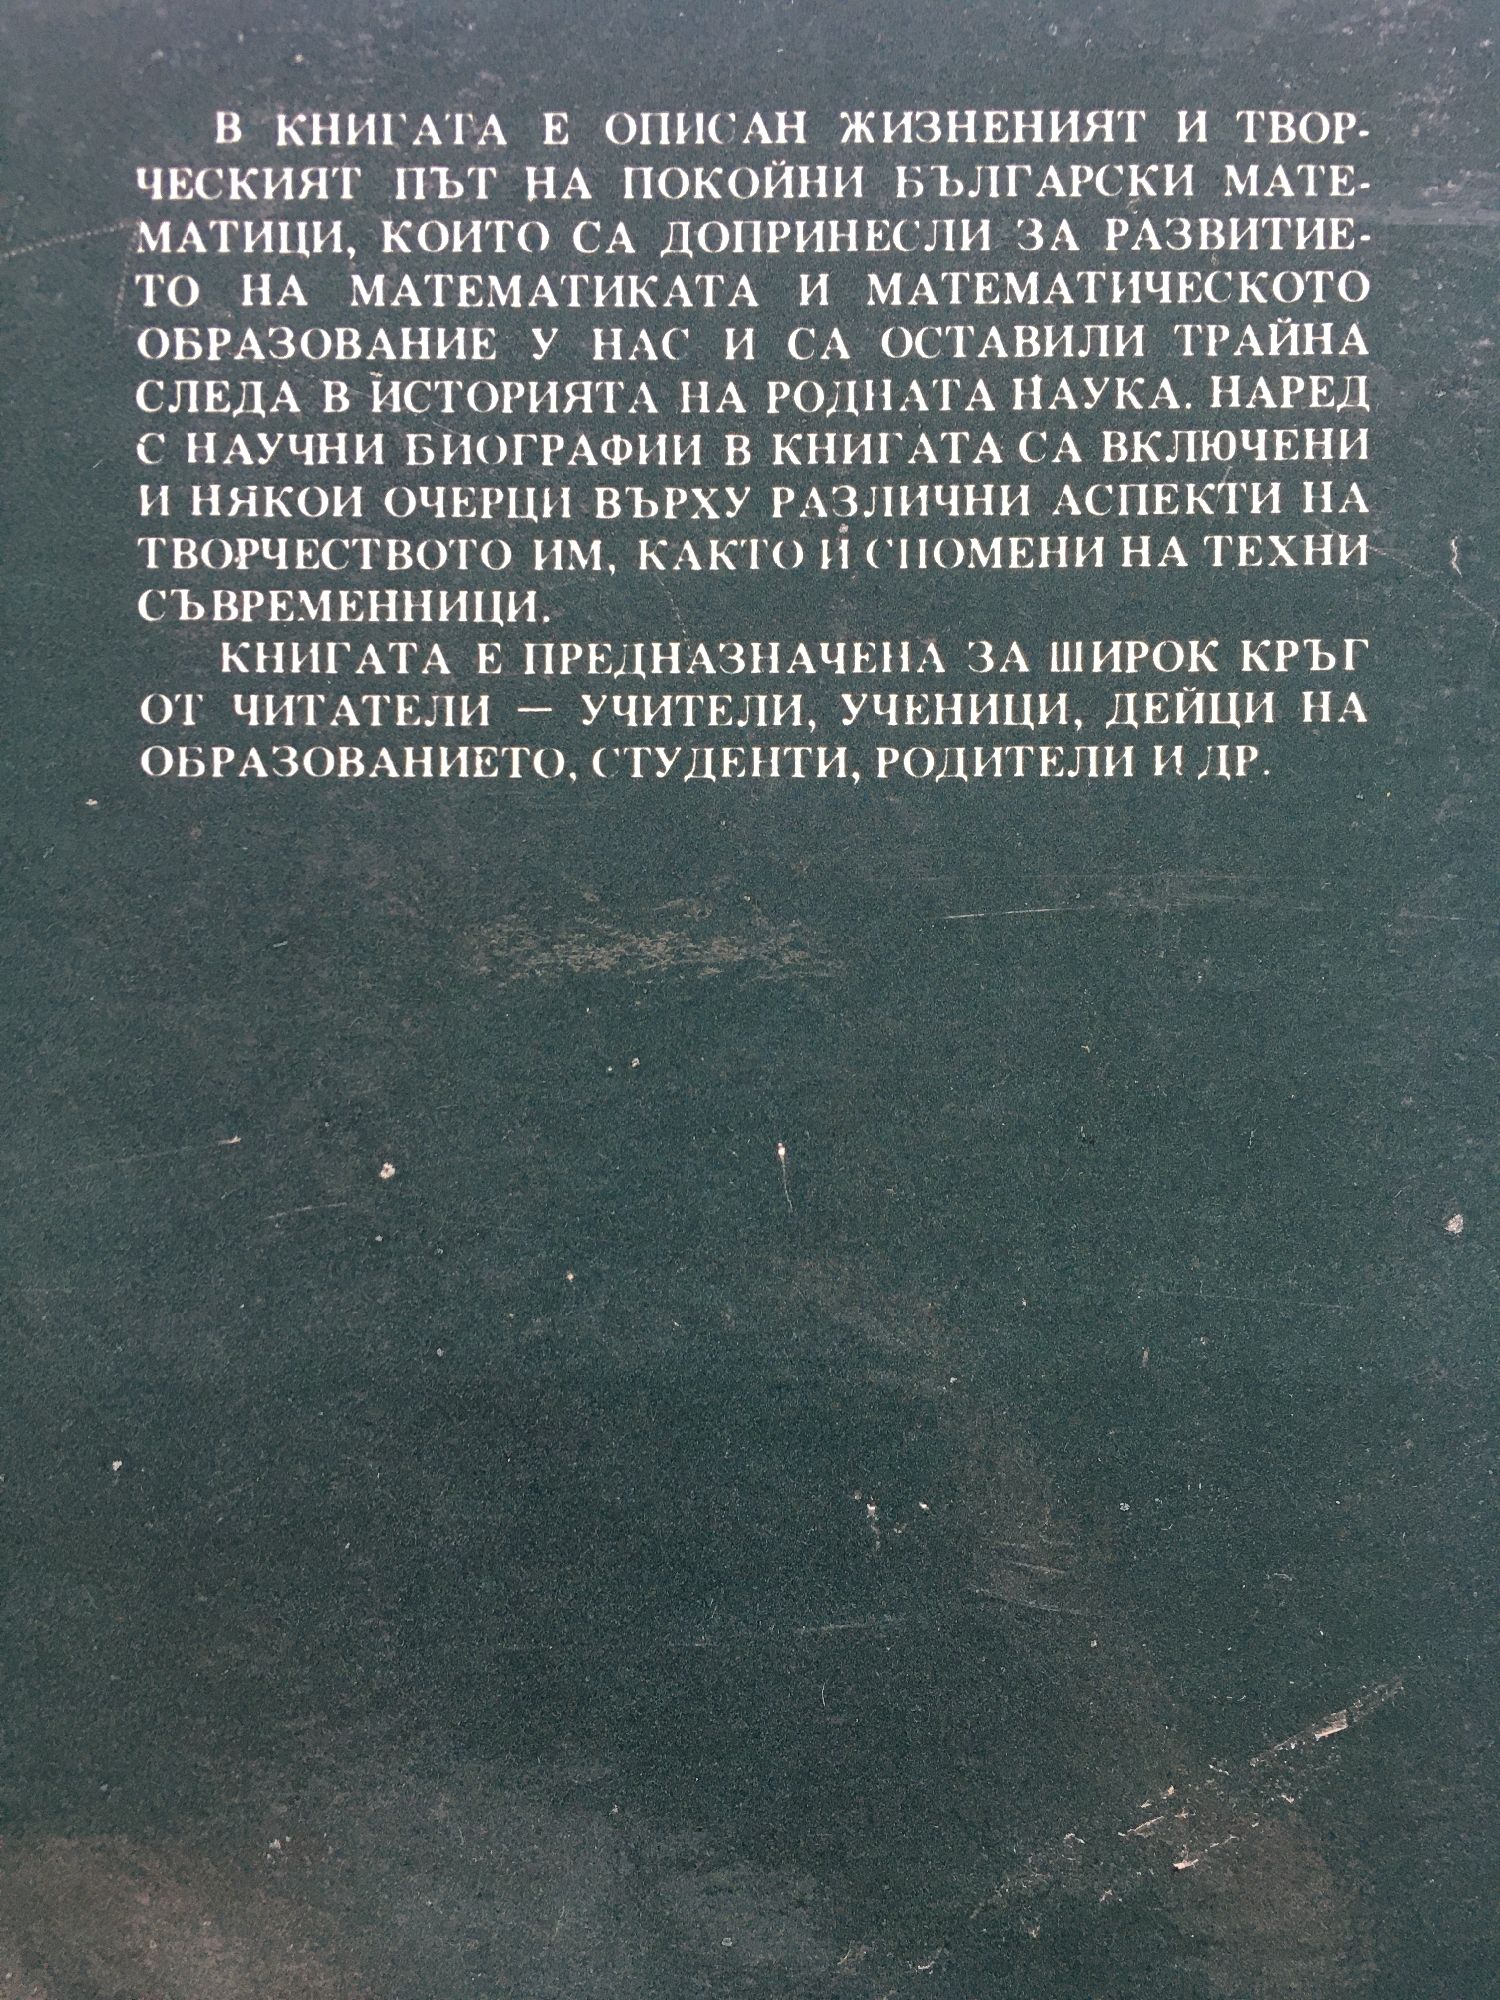 В КНИГАТА Е ОПИСАН ЖИЗНЕНИЯТ И ТВОР-
ЧЕСКИЯТ ПЪТ НА ПОКОЙНИ БЪЛГАРСКИ МАТЕ-
МАТИЦИ, КОИТО СА ДОПРИНЕСЛИ ЗА РАЗВИТИЕ-
ТО НА МАТЕМАТИКАТА И МАТЕМАТИЧЕСКОТО
ОБРАЗОВАНИЕ У НАС И СА ОСТАВИЛИ ТРАЙНА
СЛЕДА В ИСТОРИЯТА НА РОДНАТА НАУКА. НАРЕД
С НАУЧНИ БИОГРАФИИ В КНИГАТА СА ВКЛЮЧЕНИ
И НЯКОИ ОЧЕРЦИ ВЪРХУ РАЗЛИЧНИ АСПЕКТИ НА
ТВОРЧЕСТВОТО ИМ, КАКТО И СПОМЕНИ НА ТЕХНИ
СЪВРЕМЕННИЦИ.
КНИГАТА Е ПРЕДНАЗНАЧЕНА ЗА ШИРОК КРЪГ
ОТ ЧИТАТЕЛИ — УЧИТЕЛИ, УЧЕНИЦИ, ДЕЙЦИ НА
ОБРАЗОВАНИЕТО, СТУДЕНТИ, РОДИТЕЛИ И ДР.